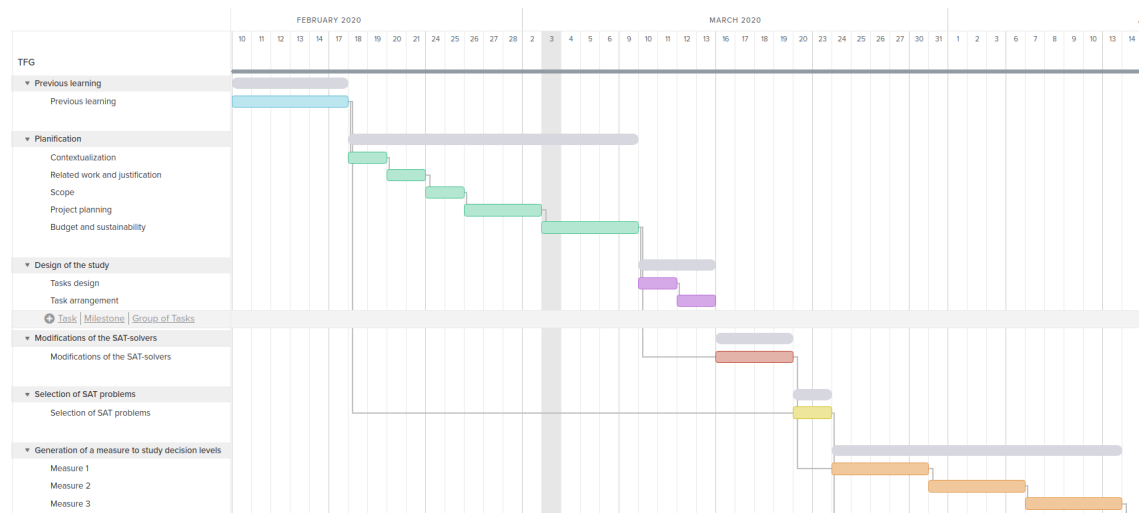 FEBRUARY 2020 MARCH 2020
10 11 12 13 14 17 18 19 20 21 24 25 26 27 28 2 3 4 5 6 9 10 11 12 13 16 17 18 19 20 23 24 25 26 27 30 31 1 2 3 6 7 8 9 10 13 14
TFG
Previous learning
Previous learning
Planification
Contextualization
Related work and justification
Scope
Project planning
Budget and sustainability
Design of the study
Tasks design
Task arrangement
Task | Milestone | Group of Tasks
Modifications of the SAT-solvers
Modifications of the SAT-solvers
Selection of SAT problems
Selection of SAT problems
Generation of a measure to study decision levels
Measure 1
Measure 2
Measure 3